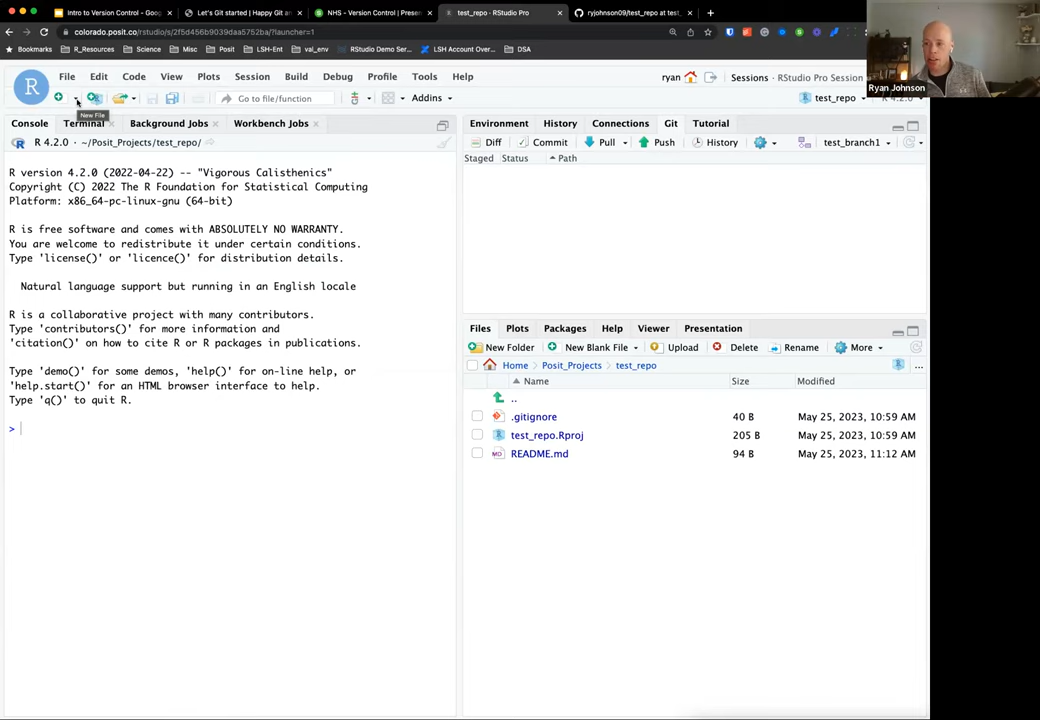 Intro to Version Control - Goog
Let's Git started | Happy Git an
NHS - Version Control | Presen
test_repo - RStudio Pro
ryjohnson09/test_repo at test_
colorado.posit.co/rstudio/s/2f5d456b9039daa5752ba/?launcher=1
Bookmarks
R_Resources
Science
Misc
Posit
LSH-Ent
val_env
RStudio Demo Ser...
LSH Account Over...
DSA
R
File
Edit
Code
View
Plots
Session
Build
Debug
Profile
Tools
Help
ryan
Sessions
RStudio Pro Session
Ryan Johnson
Go to file/function
Addins
test_repo
R 4.2.0
New File
Console
Terminal
Background Jobs
Workbench Jobs
R 4.2.0 · ~/Posit_Projects/test_repo/
R version 4.2.0 (2022-04-22) -- "Vigorous Calisthenics"
Copyright (C) 2022 The R Foundation for Statistical Computing
Platform: x86_64-pc-linux-gnu (64-bit)
R is free software and comes with ABSOLUTELY NO WARRANTY.
You are welcome to redistribute it under certain conditions.
Type 'license()' or 'licence()' for distribution details.
Natural language support but running in an English locale
R is a collaborative project with many contributors.
Type 'contributors()' for more information and
'citation()' on how to cite R or R packages in publications.
Type 'demo()' for some demos, 'help()' for on-line help, or
'help.start()' for an HTML browser interface to help.
Type 'q()' to quit R.
>
Environment
History
Connections
Git
Tutorial
Diff
Commit
Pull
Push
History
test_branch1
Staged
Status
Path
Files
Plots
Packages
Help
Viewer
Presentation
New Folder
New Blank File
Upload
Delete
Rename
More
Home
Posit_Projects
test_repo
...
Name
Size
Modified
..
.gitignore
40 B
May 25, 2023, 10:59 AM
test_repo.Rproj
205 B
May 25, 2023, 10:59 AM
MD
README.md
94 B
May 25, 2023, 11:12 AM